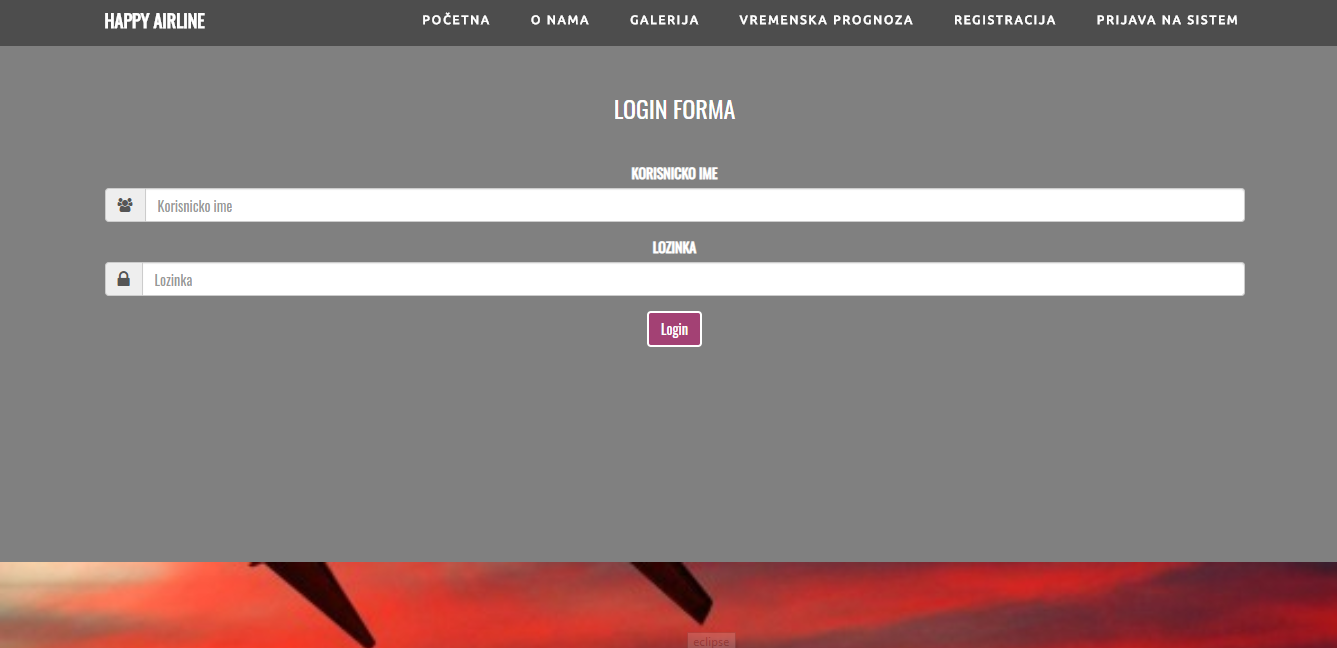 HAPPY AIRLINE POČETNA O NAMA GALERIJA VREMENSKA PROGNOZA REGISTRACIJA PRIJAVA NA SISTEM
LOGIN FORMA
KORISNICKO IME
Korisnicko ime
LOZINKA
Lozinka
Login
eclipse